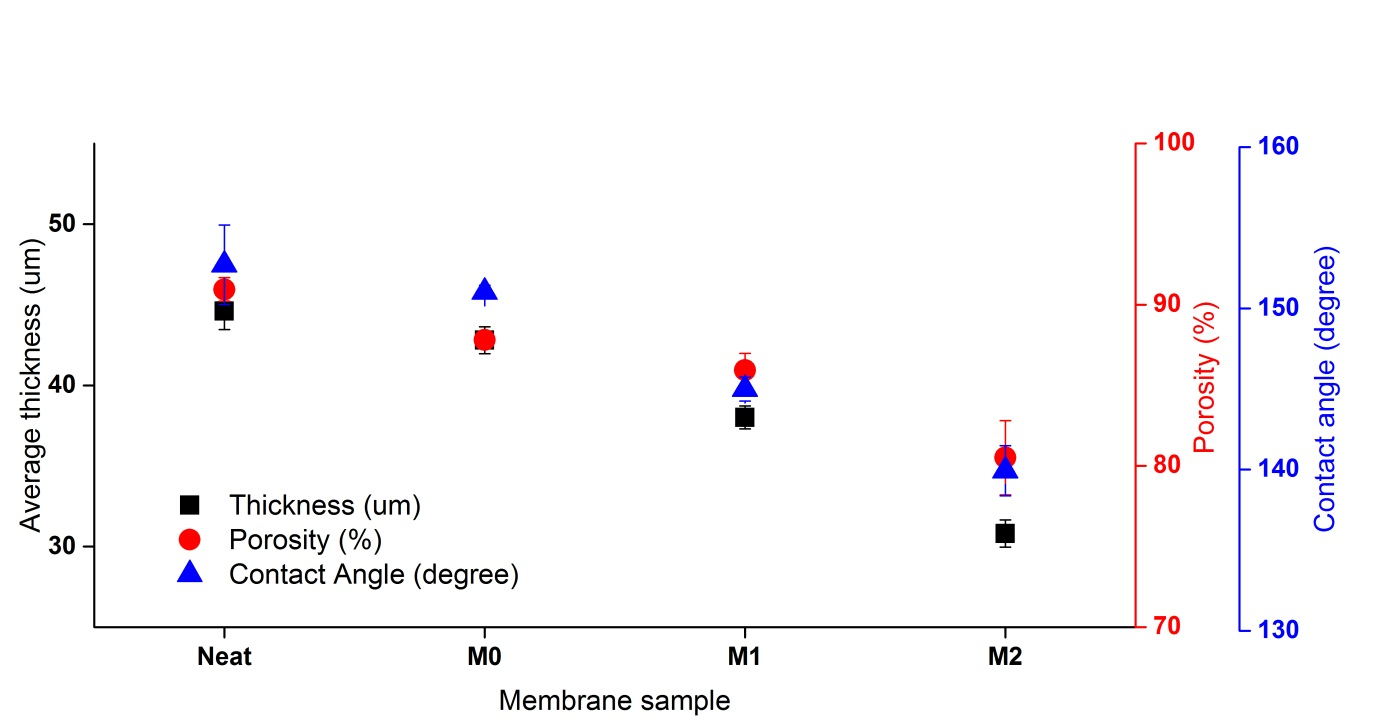 Average thickness (um)
50
40
30
Thickness (um)
Porosity (%)
Contact Angle (degree)
Neat
M0
M1
M2
Membrane sample
100
90
80
70
Porosity (%)
160
150
140
130
Contact angle (degree)